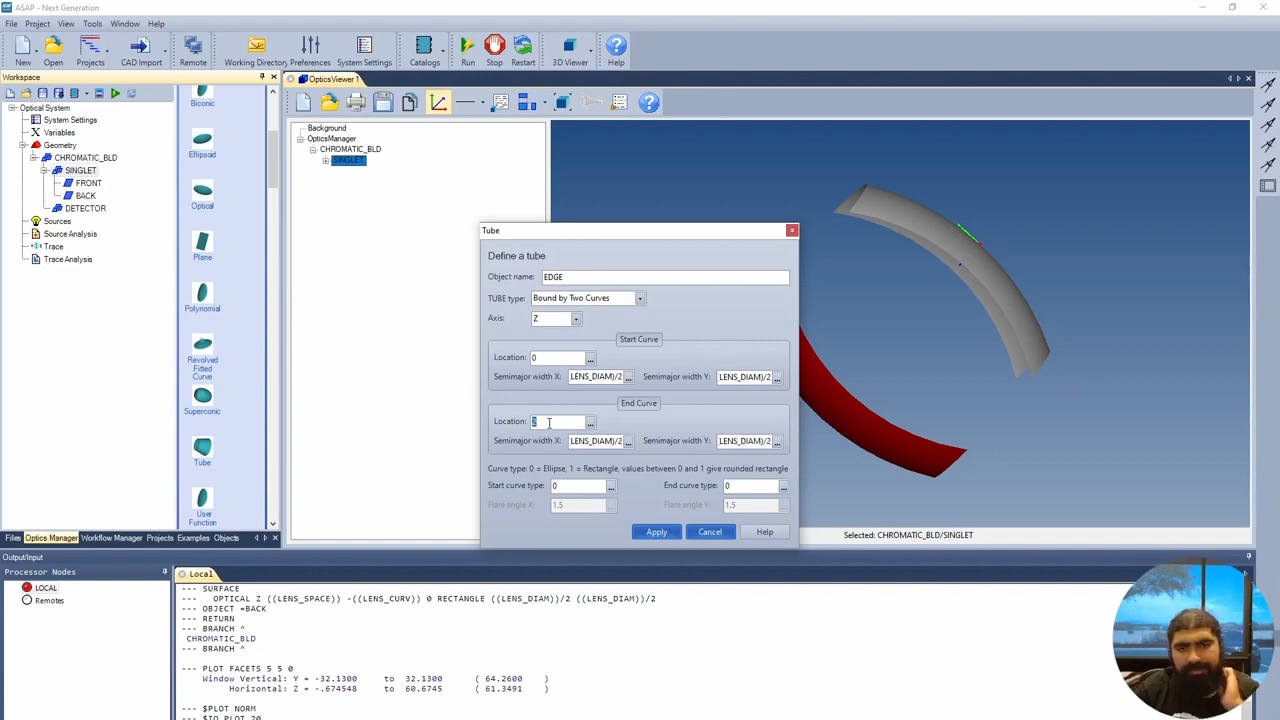 ASAP - Next Generation
File Project View Tools Window Help
New Open Projects CAD Import Remote Working Directory Preferences System Settings Catalogs Run Stop Restart 3D Viewer Help
Workspace
OpticsViewer 1
Optical System
System Settings
Variables
Geometry
CHROMATIC_BLD
SINGLET
FRONT
BACK
DETECTOR
Sources
Source Analysis
Trace
Trace Analysis
Biconic
Ellipsoid
Optical
Plane
Polynomial
Revolved
Fitted
Curve
Superconic
Tube
User
Function
Background
OpticsManager
CHROMATIC_BLD
SINGLET
Tube
Define a tube
Object name: EDGE
TUBE type: Bound by Two Curves
Axis: Z
Start Curve
Location: 0
Semimajor width X: LENS_DIAM)/2 Semimajor width Y: LENS_DIAM)/2
End Curve
Location: 2
Semimajor width X: LENS_DIAM)/2 Semimajor width Y: LENS_DIAM)/2
Curve type: 0 = Ellipse, 1 = Rectangle, values between 0 and 1 give rounded rectangle
Start curve type: 0 End curve type: 0
Flare angle X: 1.5 Flare angle Y: 1.5
Apply Cancel Help
Selected: CHROMATIC_BLD/SINGLET
Files Optics Manager Workflow Manager Projects Examples Objects
Output/Input
Processor Nodes
LOCAL
Remotes
Local
--- SURFACE
--- OPTICAL Z ((LENS_SPACE)) -((LENS_CURV)) 0 RECTANGLE ((LENS_DIAM)/2 ((LENS_DIAM)/2
--- OBJECT =BACK
--- RETURN
--- BRANCH ^
CHROMATIC_BLD
--- BRANCH ^
--- PLOT FACETS 5 5 0
Window Vertical: Y = -32.1300 to 32.1300 ( 64.2600 )
Horizontal: Z = -.674548 to 60.6745 ( 61.3491 )
--- $PLOT NORM
--- $IO PLOT 20